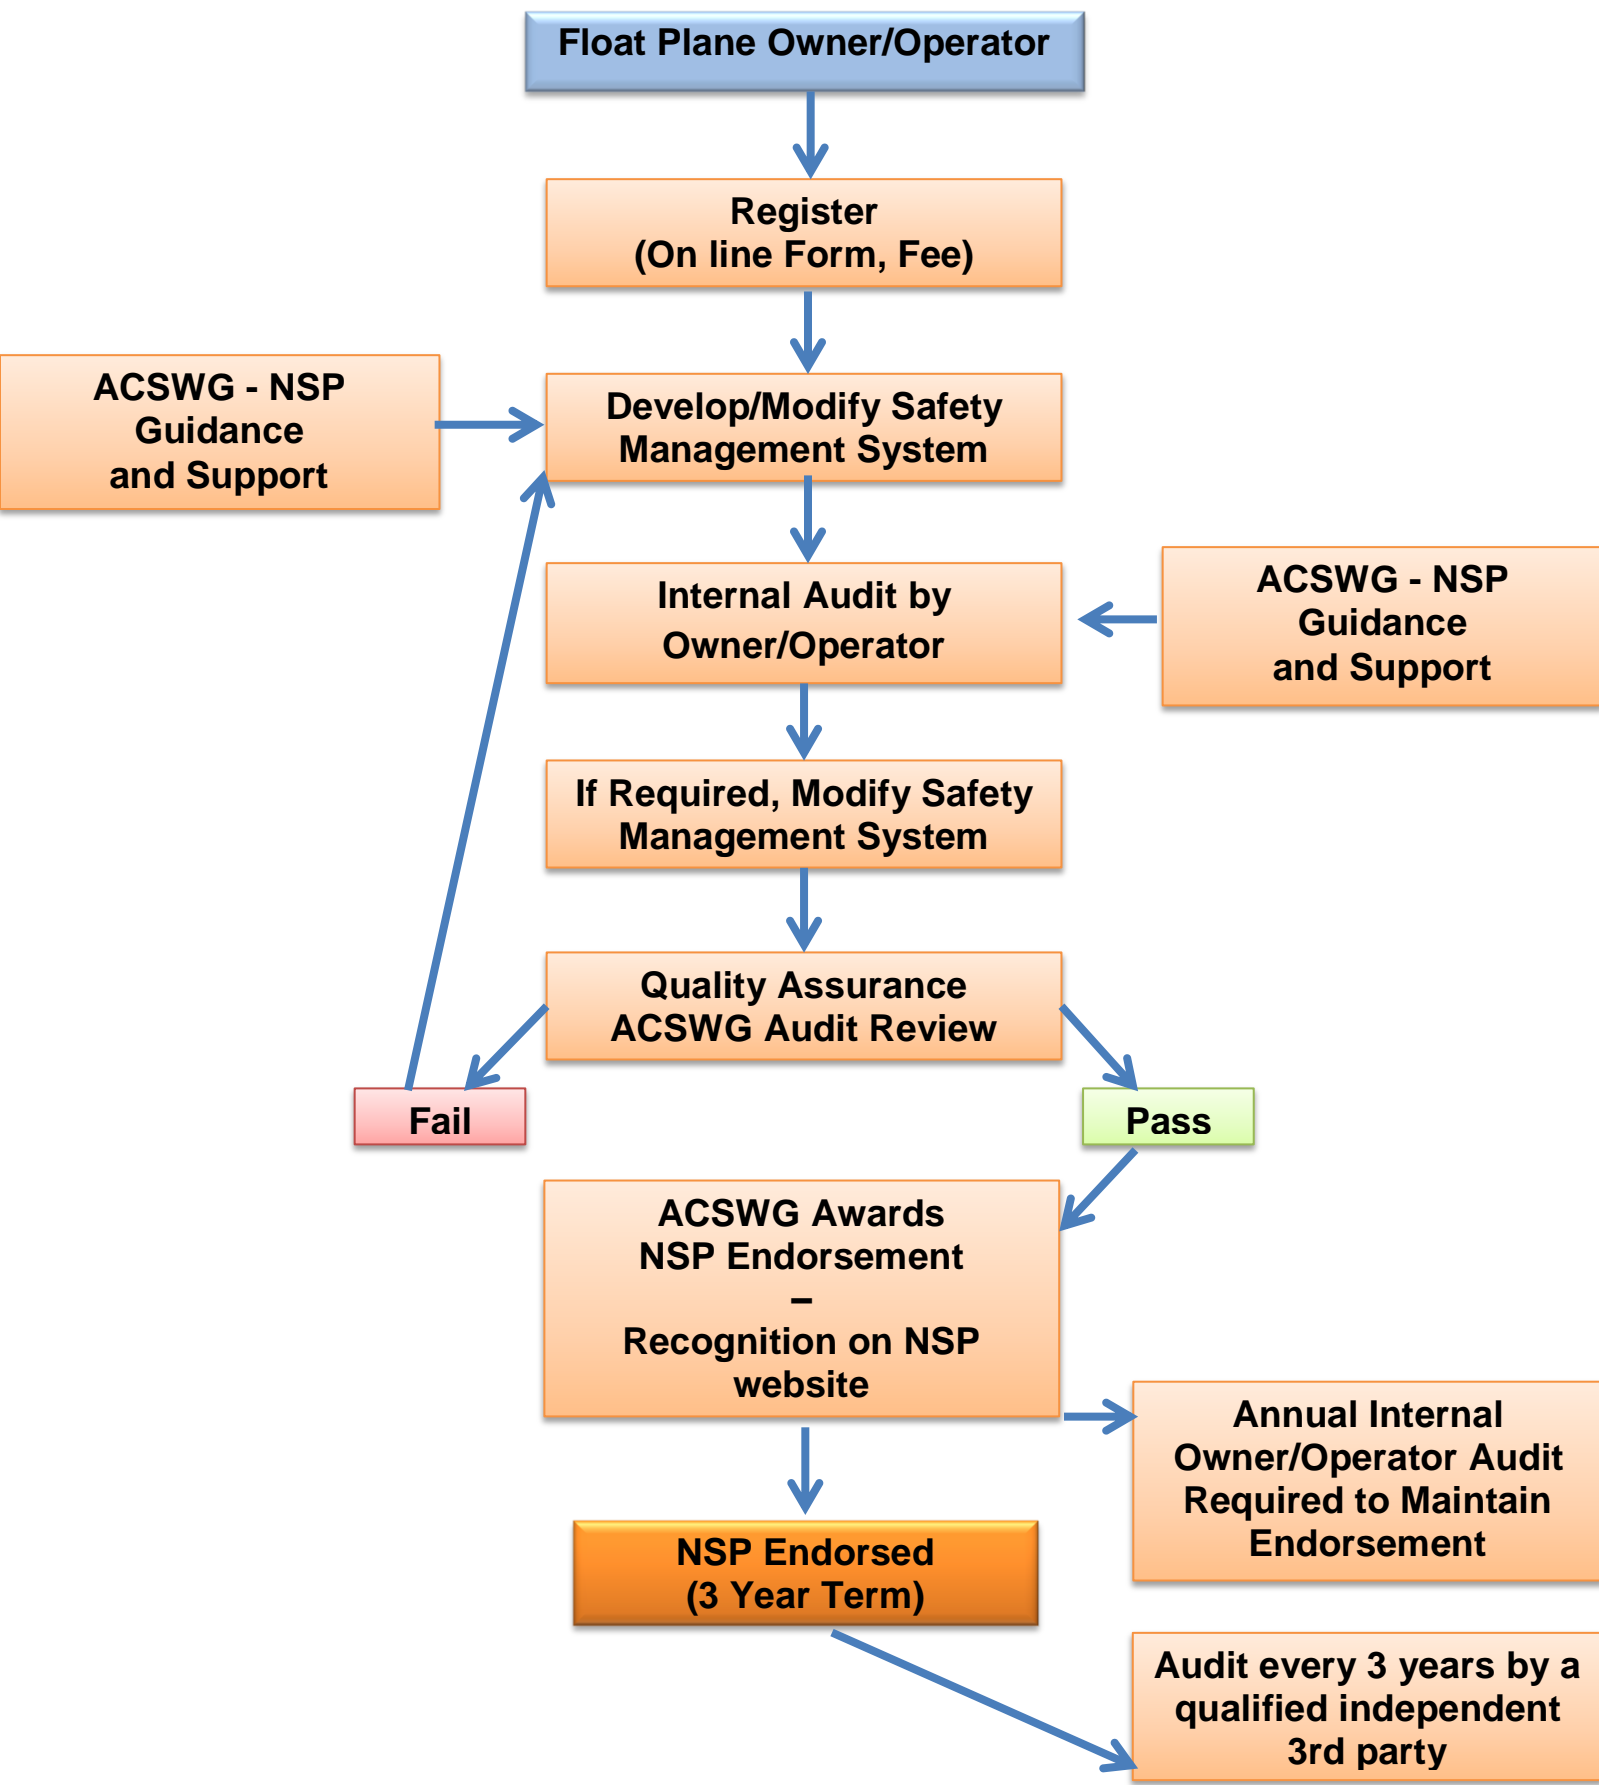 Float Plane Owner/Operator
Register
(On line Form, Fee)
ACSWG - NSP
Guidance
and Support
Develop/Modify Safety
Management System
Internal Audit by
Owner/Operator
ACSWG - NSP
Guidance
and Support
If Required, Modify Safety
Management System
Quality Assurance
ACSWG Audit Review
Fail
Pass
ACSWG Awards
NSP Endorsement
–
Recognition on NSP
website
Annual Internal
Owner/Operator Audit
Required to Maintain
Endorsement
NSP Endorsed
(3 Year Term)
Audit every 3 years by a
qualified independent
3rd party